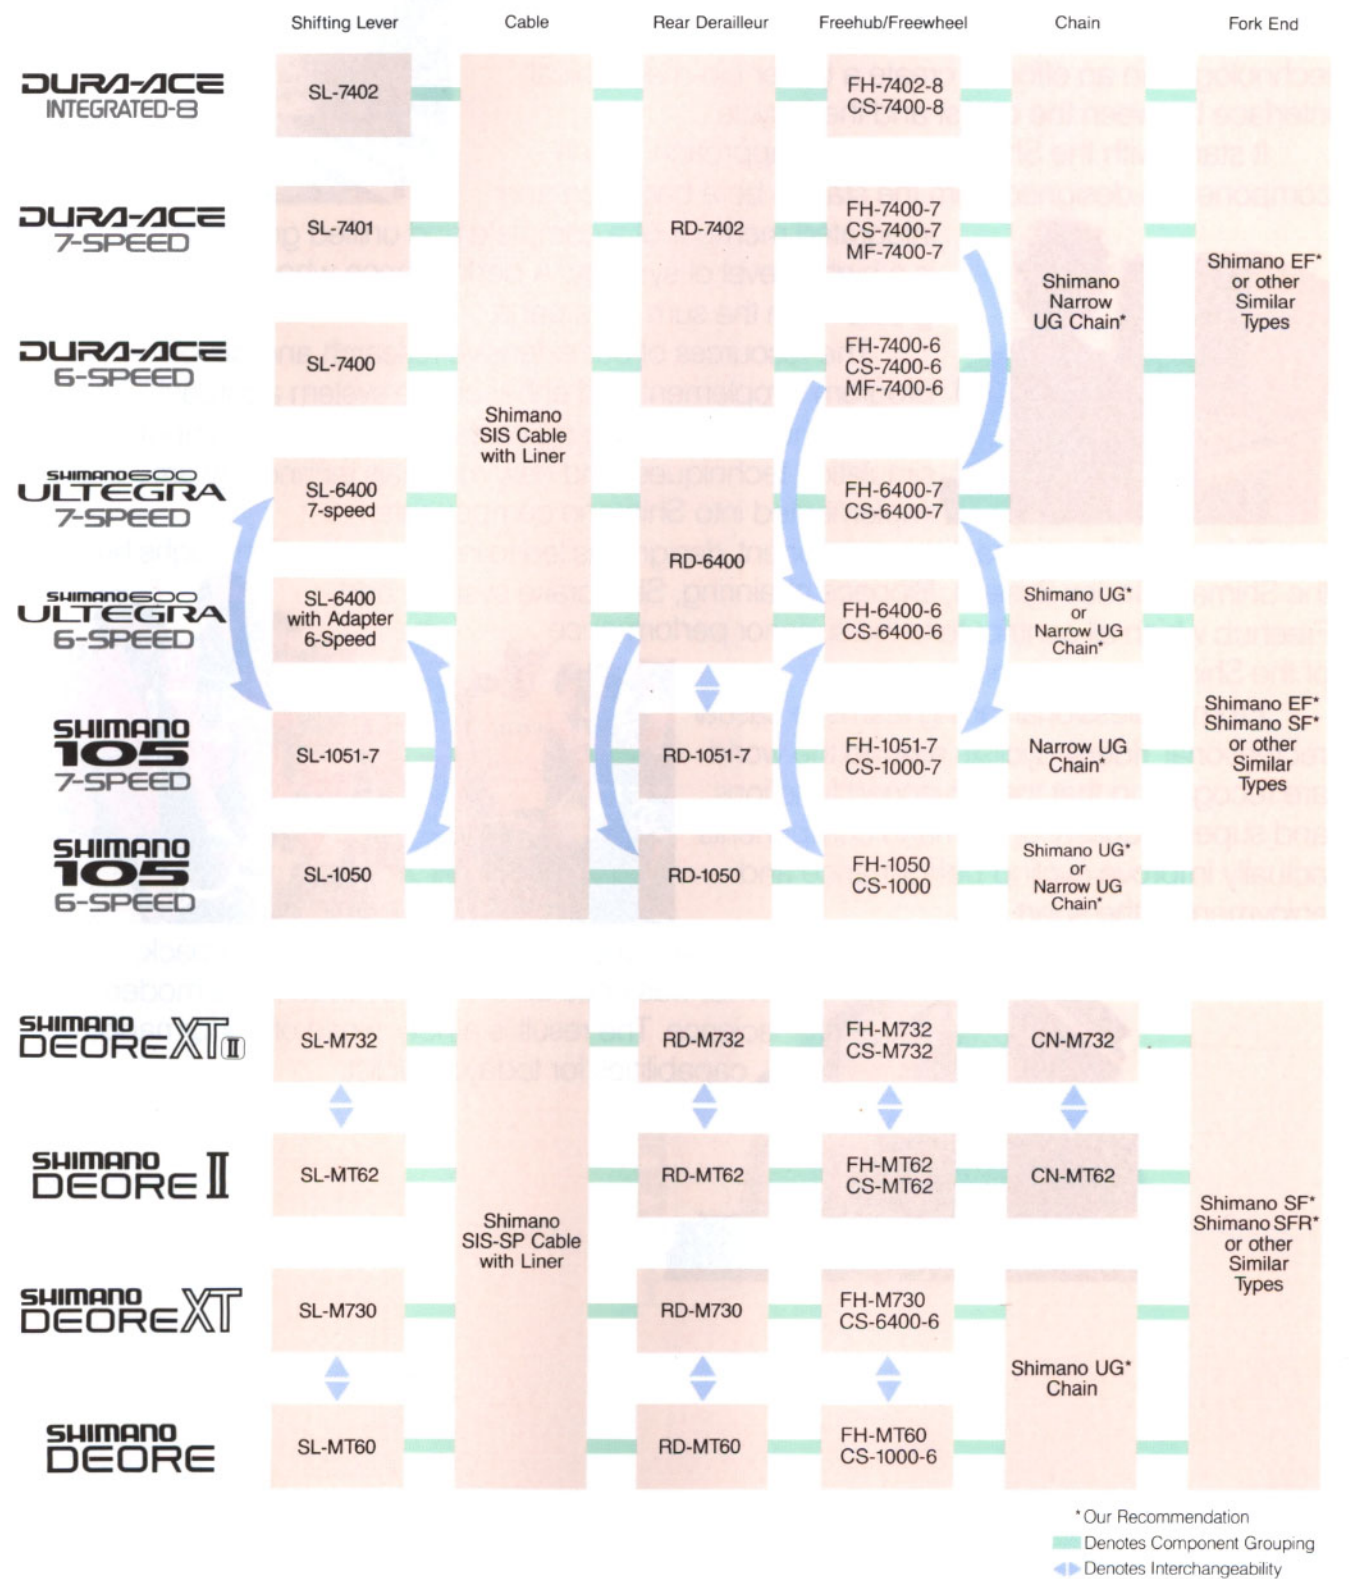 Shifting Lever Cable Rear Derailleur Freehub/Freewheel Chain Fork End
DURA-ACE
INTEGRATED-8
SL-7402
FH-7402-8
CS-7400-8
DURA-ACE
7-SPEED
SL-7401
RD-7402
FH-7400-7
CS-7400-7
MF-7400-7
Shimano
Narrow
UG Chain*
Shimano EF*
or other
Similar
Types
DURA-ACE
6-SPEED
SL-7400
FH-7400-6
CS-7400-6
MF-7400-6
Shimano
SIS Cable
with Liner
SHIMANO 600
ULTEGRA
7-SPEED
SL-6400
7-speed
FH-6400-7
CS-6400-7
RD-6400
SHIMANO 600
ULTEGRA
6-SPEED
SL-6400
with Adapter
6-Speed
FH-6400-6
CS-6400-6
Shimano UG*
or
Narrow UG
Chain*
SHIMANO
105
7-SPEED
SL-1051-7
RD-1051-7
FH-1051-7
CS-1000-7
Narrow UG
Chain*
Shimano EF*
Shimano SF*
or other
Similar
Types
SHIMANO
105
6-SPEED
SL-1050
RD-1050
FH-1050
CS-1000
Shimano UG*
or
Narrow UG
Chain*
SHIMANO
DEORE XT II
SL-M732
RD-M732
FH-M732
CS-M732
CN-M732
SHIMANO
DEORE II
SL-MT62
RD-MT62
FH-MT62
CS-MT62
CN-MT62
Shimano
SIS-SP Cable
with Liner
Shimano SF*
Shimano SFR*
or other
Similar
Types
SHIMANO
DEORE XT
SL-M730
RD-M730
FH-M730
CS-6400-6
Shimano UG*
Chain
SHIMANO
DEORE
SL-MT60
RD-MT60
FH-MT60
CS-1000-6
* Our Recommendation
Denotes Component Grouping
Denotes Interchangeability